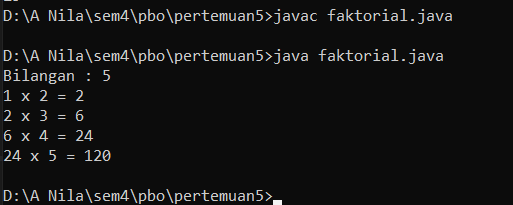 D:\A Nila\sem4\pbo\pertemuan5>javac faktorial.java
D:\A Nila\sem4\pbo\pertemuan5>java faktorial.java
Bilangan : 5
1 x 2 = 2
2 x 3 = 6
6 x 4 = 24
24 x 5 = 120
D:\A Nila\sem4\pbo\pertemuan5>